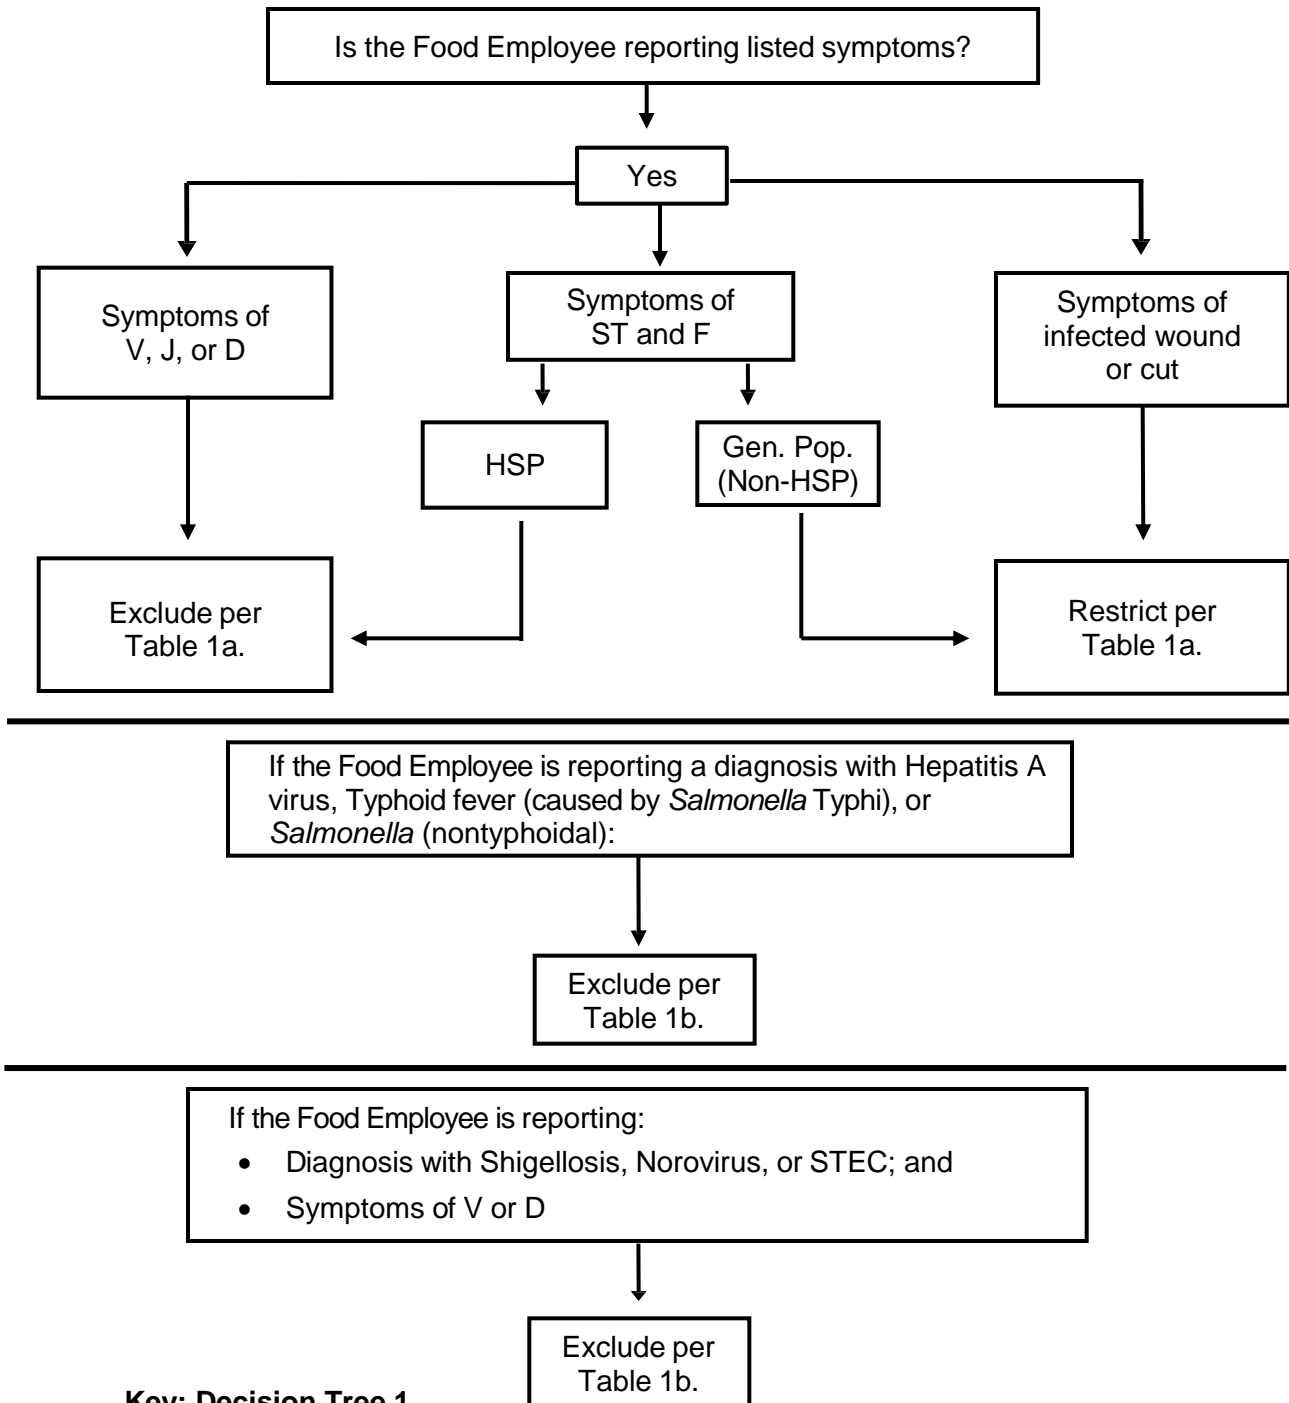 Is the Food Employee reporting listed symptoms?
Yes
Symptoms of
V, J, or D
Symptoms of
ST and F
Symptoms of
infected wound
or cut
HSP
Gen. Pop.
(Non-HSP)
Exclude per
Table 1a.
Restrict per
Table 1a.
If the Food Employee is reporting a diagnosis with Hepatitis A
virus, Typhoid fever (caused by Salmonella Typhi), or
Salmonella (nontyphoidal):
Exclude per
Table 1b.
If the Food Employee is reporting:
• Diagnosis with Shigellosis, Norovirus, or STEC; and
• Symptoms of V or D
Exclude per
Table 1b.
Key: Decision Tree 1